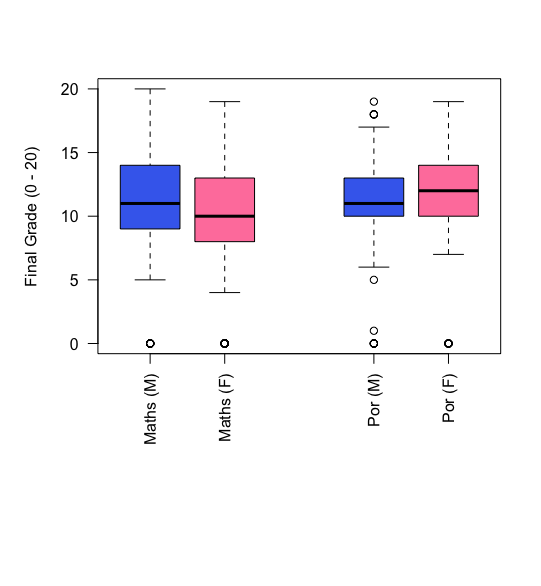 Final Grade (0 - 20)
20
15
10
5
0
Maths (M)
Maths (F)
Por (M)
Por (F)